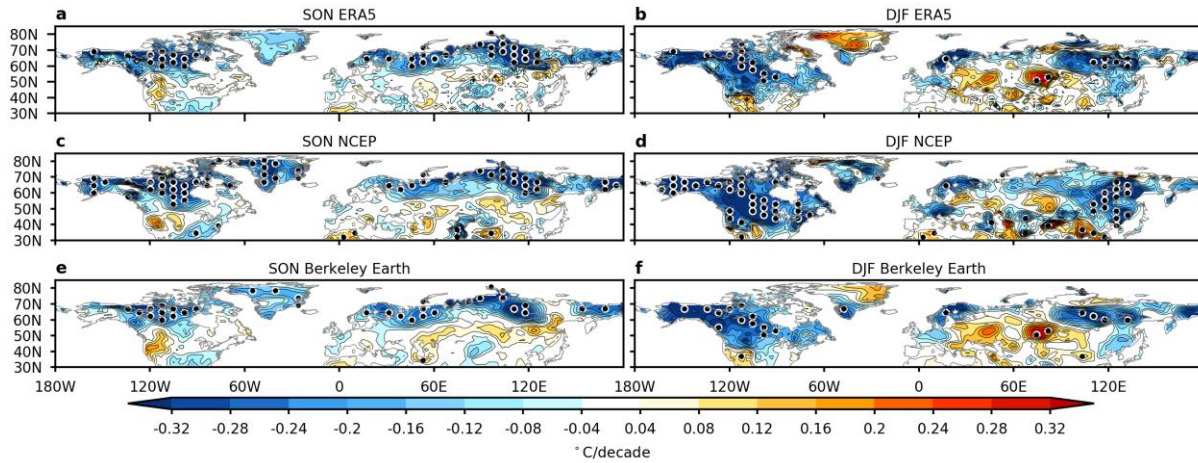 a SON ERA5
b DJF ERA5
80N
70N
60N
50N
40N
30N
c SON NCEP
d DJF NCEP
80N
70N
60N
50N
40N
30N
e SON Berkeley Earth
f DJF Berkeley Earth
80N
70N
60N
50N
40N
30N
180W 120W 60W 0 60E 120E 180W 120W 60W 0 60E 120E
-0.32 -0.28 -0.24 -0.2 -0.16 -0.12 -0.08 -0.04 0.04 0.08 0.12 0.16 0.2 0.24 0.28 0.32
°C/decade